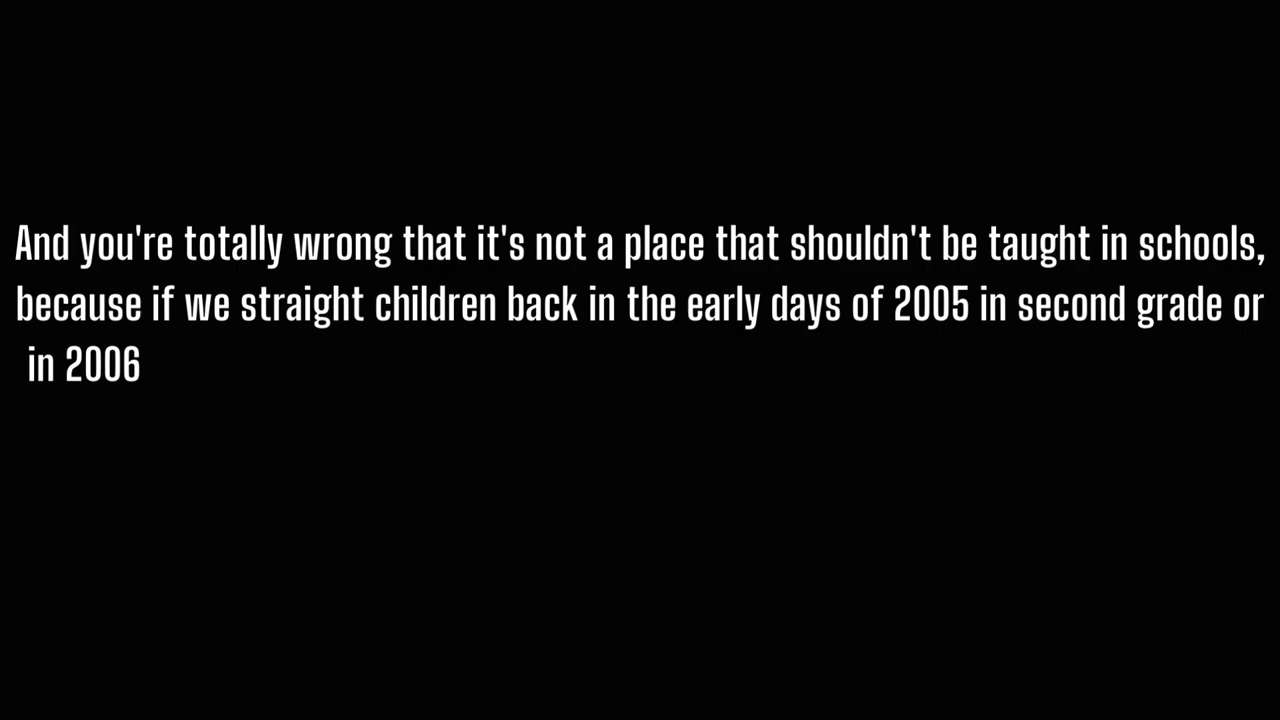 And you're totally wrong that it's not a place that shouldn't be taught in schools,
because if we straight children back in the early days of 2005 in second grade or
in 2006